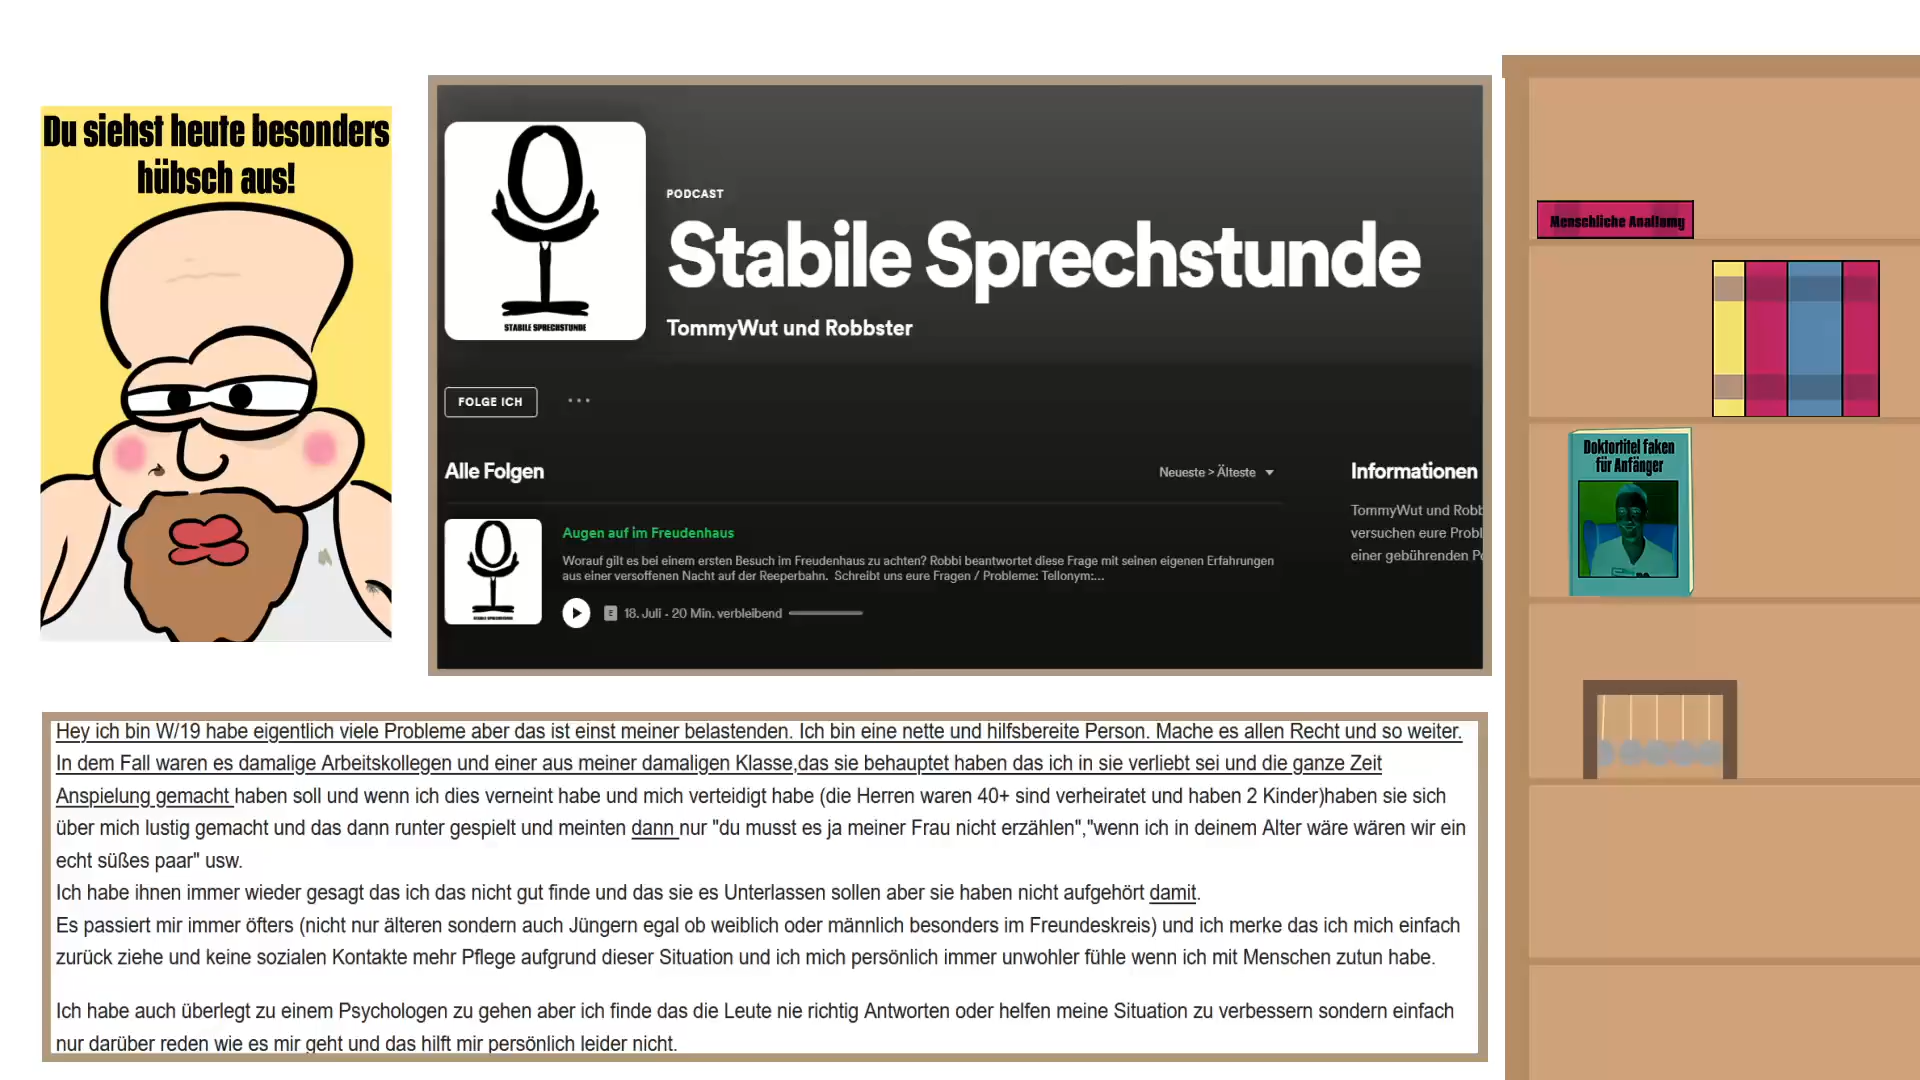 Du siehst heute besonders
hübsch aus!
STABILE SPRECHSTUNDE
PODCAST
Stabile Sprechstunde
TommyWut und Robbster
FOLGE ICH
Alle Folgen
Neueste > Älteste
Informationen
TommyWut und Robb
versuchen eure Probl
einer gebührenden Po
Augen auf im Freudenhaus
Worauf gilt es bei einem ersten Besuch im Freudenhaus zu achten? Robbi beantwortet diese Frage mit seinen eigenen Erfahrungen
aus einer versoffenen Nacht auf der Reeperbahn. Schreibt uns eure Fragen / Probleme: Tellonym:...
E 18. Juli - 20 Min. verbleibend
STABILE SPRECHSTUNDE
Menschliche Analtomy
Doktortitel faken
für Anfänger
Hey ich bin W/19 habe eigentlich viele Probleme aber das ist einst meiner belastenden. Ich bin eine nette und hilfsbereite Person. Mache es allen Recht und so weiter.
In dem Fall waren es damalige Arbeitskollegen und einer aus meiner damaligen Klasse,das sie behauptet haben das ich in sie verliebt sei und die ganze Zeit
Anspielung gemacht haben soll und wenn ich dies verneint habe und mich verteidigt habe (die Herren waren 40+ sind verheiratet und haben 2 Kinder)haben sie sich
über mich lustig gemacht und das dann runter gespielt und meinten dann nur "du musst es ja meiner Frau nicht erzählen","wenn ich in deinem Alter wäre wären wir ein
echt süßes paar" usw.
Ich habe ihnen immer wieder gesagt das ich das nicht gut finde und das sie es Unterlassen sollen aber sie haben nicht aufgehört damit.
Es passiert mir immer öfters (nicht nur älteren sondern auch Jüngern egal ob weiblich oder männlich besonders im Freundeskreis) und ich merke das ich mich einfach
zurück ziehe und keine sozialen Kontakte mehr Pflege aufgrund dieser Situation und ich mich persönlich immer unwohler fühle wenn ich mit Menschen zutun habe.
Ich habe auch überlegt zu einem Psychologen zu gehen aber ich finde das die Leute nie richtig Antworten oder helfen meine Situation zu verbessern sondern einfach
nur darüber reden wie es mir geht und das hilft mir persönlich leider nicht.